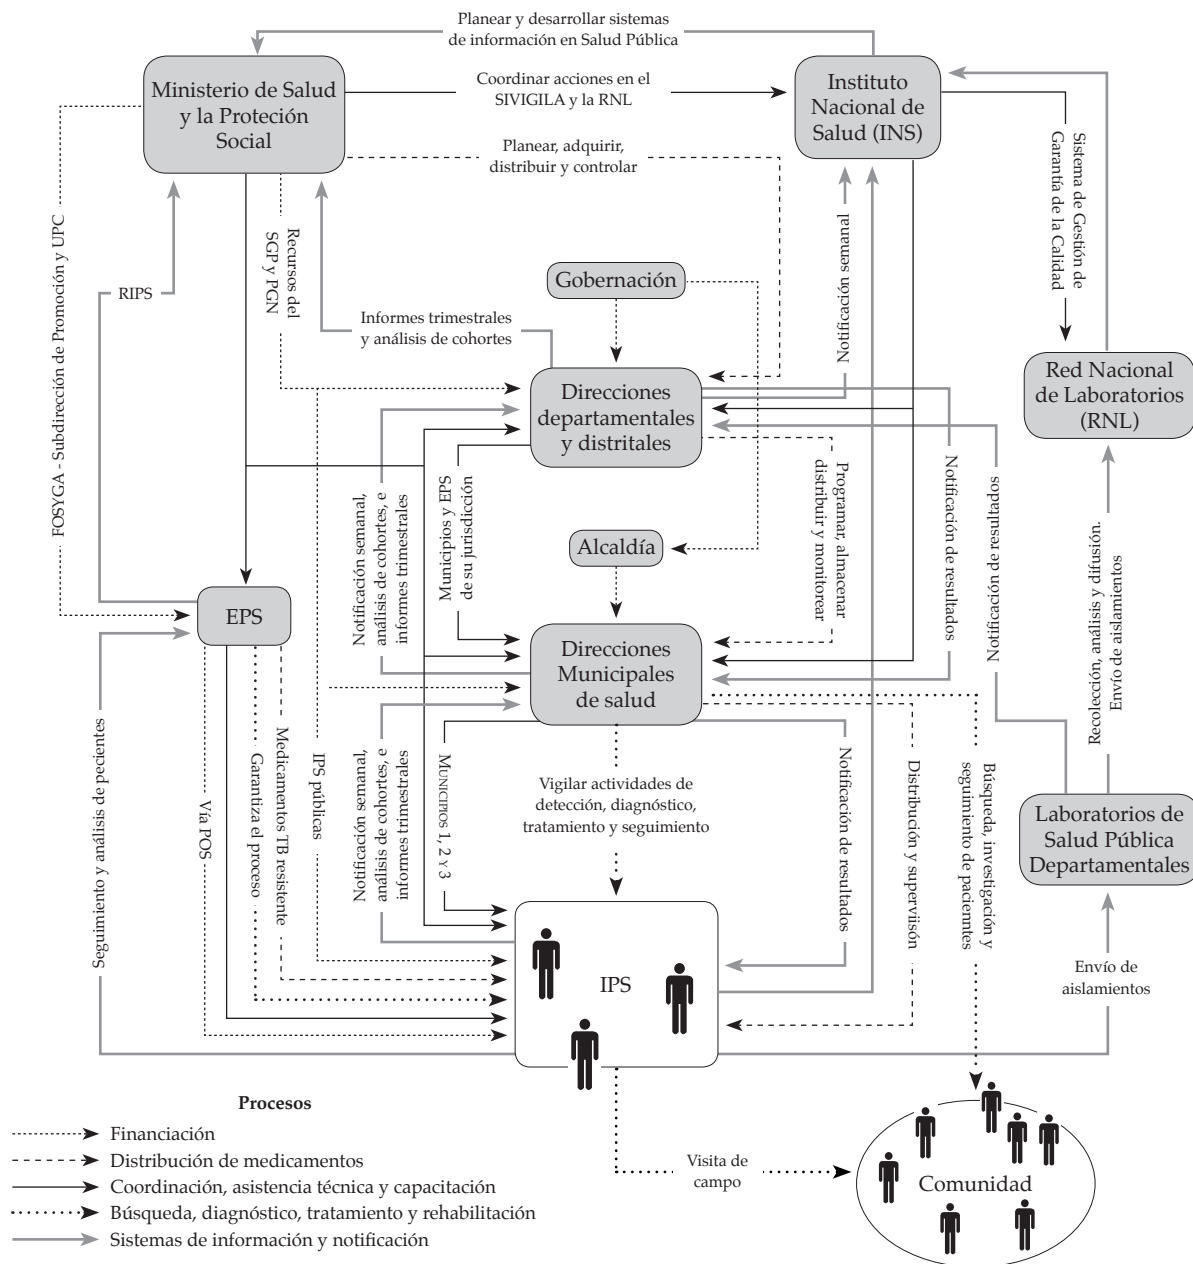 Planear y desarrollar sistemas
de información en Salud Pública
Ministerio de Salud
y la Proteción
Social
Coordinar acciones en el
SIVIGILA y la RNL
Instituto
Nacional de
Salud (INS)
Planear, adquirir,
distribuir y controlar
Sistema de Gestión de
Garantía de la Calidad
FOSYGA - Subdirección de Promoción y UPC
RIPS
Recursos del
SGP y PGN
Gobernación
Notificación semanal
Informes trimestrales
y análisis de cohortes
Direcciones
departamentales
y distritales
Red Nacional
de Laboratorios
(RNL)
Notificación semanal,
análisis de cohortes, e
informes trimestrales
Municipios y EPS
de su jurisdicción
Programar, almacenar
distribuir y monitorear
Notificación de resultados
Notificación de resultados
Recolección, análisis y difusión.
Envío de aislamientos
Alcaldía
EPS
Direcciones
Municipales
de salud
Seguimiento y análisis de pecientes
Vía POS
Garantiza el proceso
Medicamentos TB resistente
IPS públicas
Notificación semanal,
análisis de cohortes, e
informes trimestrales
Municipios 1, 2 y 3
Vigilar actividades de
detección, diagnóstico,
tratamiento y seguimiento
Notificación de
resultados
Distribución y supervisón
Búsqueda, investigación y
seguimiento de pacienntes
Laboratorios de
Salud Pública
Departamentales
IPS
Envío de
aislamientos
Procesos
Financiación
Distribución de medicamentos
Coordinación, asistencia técnica y capacitación
Búsqueda, diagnóstico, tratamiento y rehabilitación
Sistemas de información y notificación
Visita de
campo
Comunidad